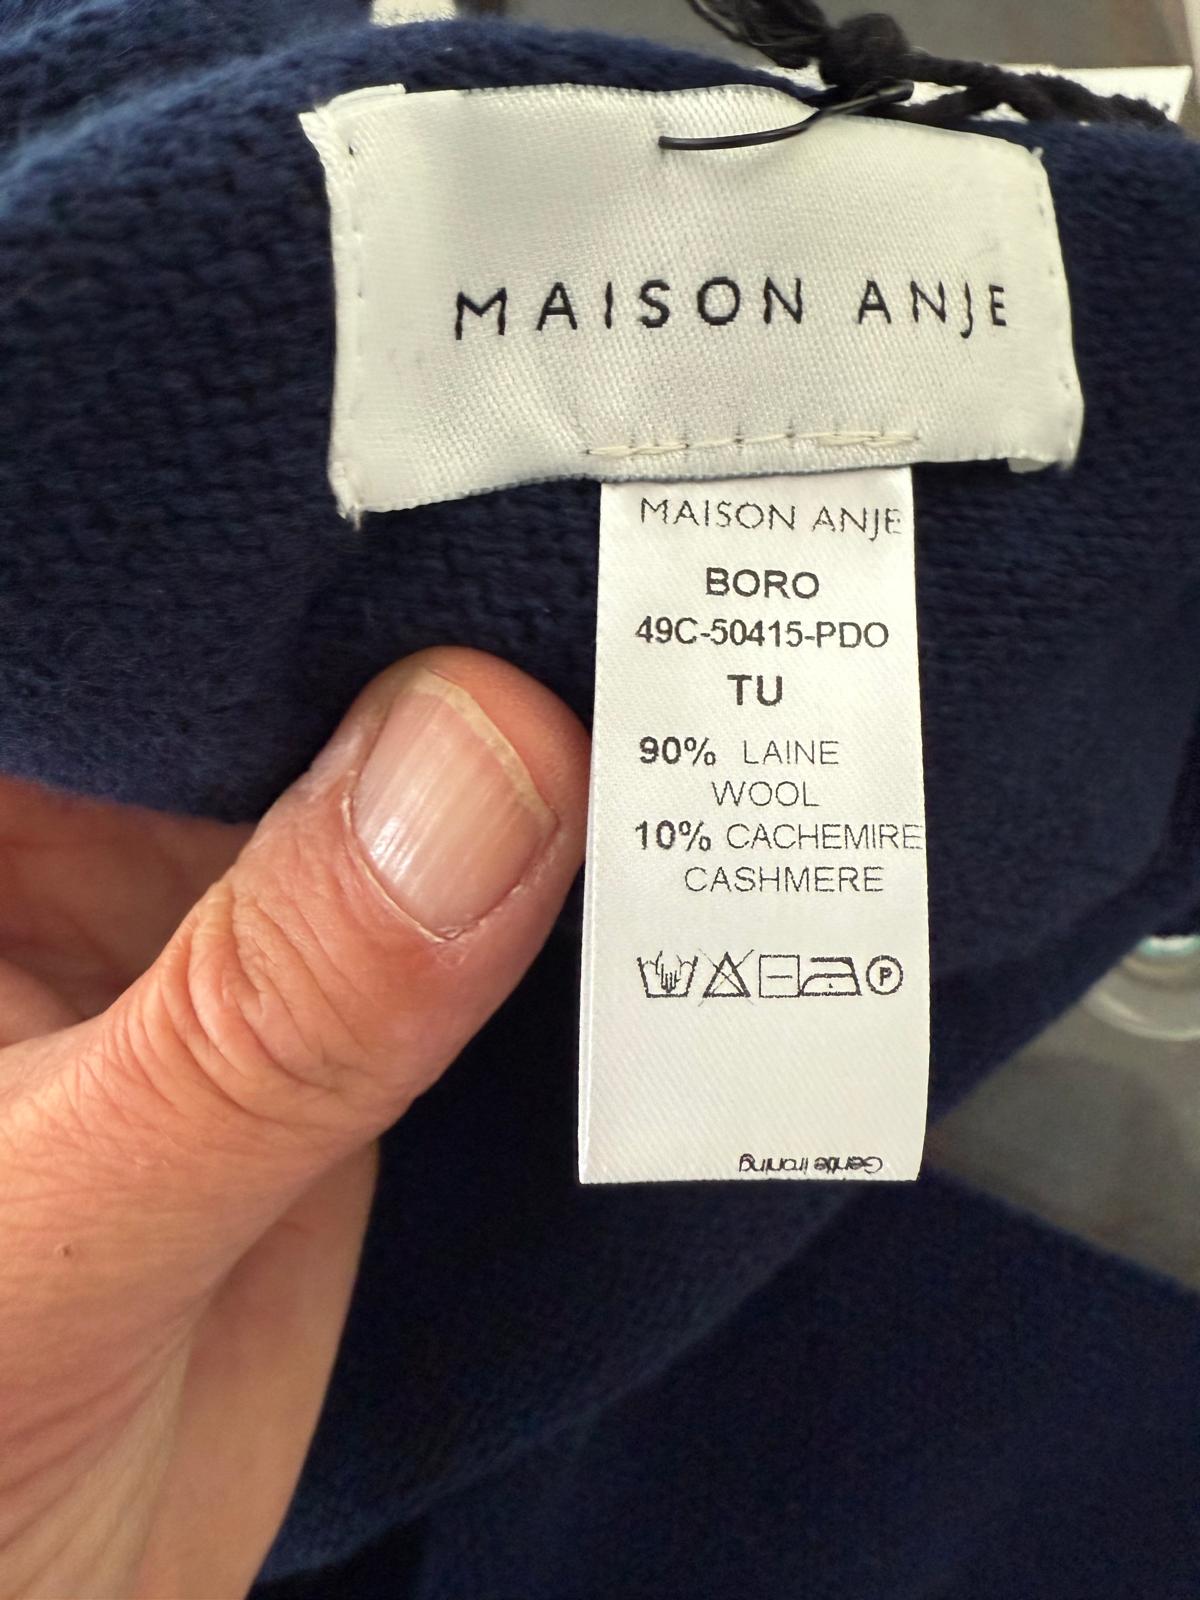 MAISON ANJE
MAISON ANJE
BORO
49C-50415-PDO
TU
90% LAINE
WOOL
10% CACHEMIRE
CASHMERE
P
Gentle ironing